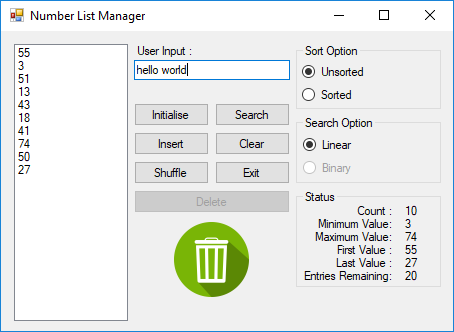 Number List Manager
55
3
51
13
43
18
41
74
50
27
User Input :
hello world
Initialise
Search
Insert
Clear
Shuffle
Exit
Delete
Sort Option
Unsorted
Sorted
Search Option
Linear
Binary
Status
Count : 10
Minimum Value: 3
Maximum Value: 74
First Value : 55
Last Value : 27
Entries Remaining: 20